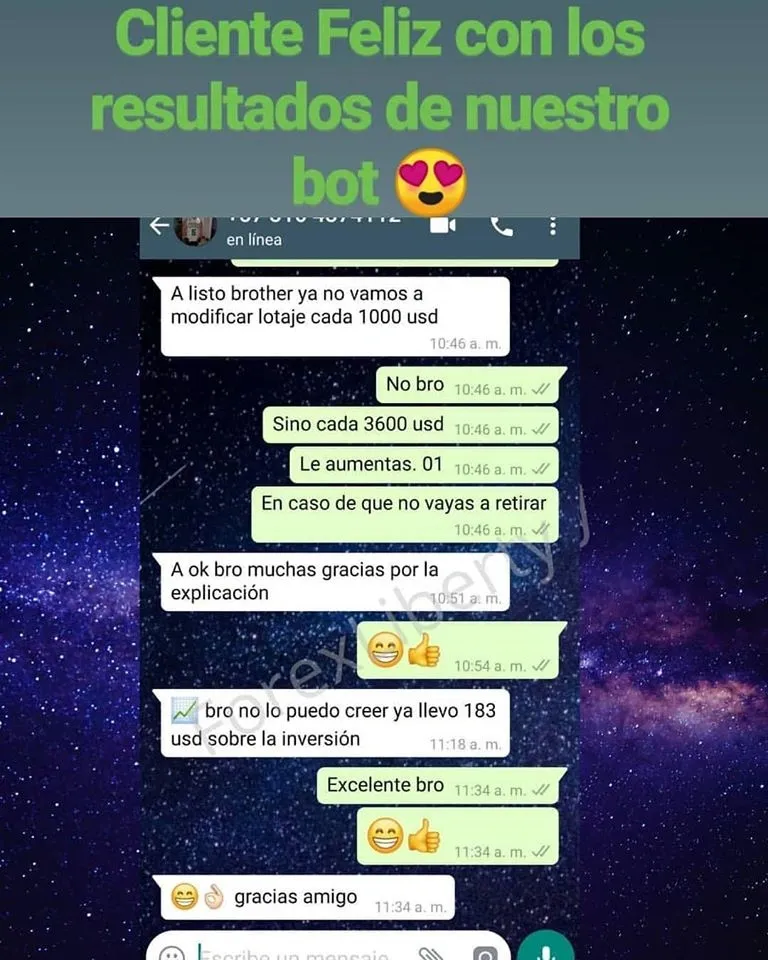 Cliente Feliz con los
resultados de nuestro
bot 😍
en línea
A listo brother ya no vamos a
modificar lotaje cada 1000 usd
10:46 a. m.
No bro 10:46 a. m.
Sino cada 3600 usd 10:46 a. m.
Le aumentas. 01 10:46 a. m.
En caso de que no vayas a retirar
10:46 a. m.
A ok bro muchas gracias por la
explicación 10:51 a. m.
😁👍 10:54 a. m.
💹 bro no lo puedo creer ya llevo 183
usd sobre la inversión 11:18 a. m.
Excelente bro 11:34 a. m.
😁👍 11:34 a. m.
😁👌🏻 gracias amigo 11:34 a. m.
Escribe un mensaje
ForexLiberty